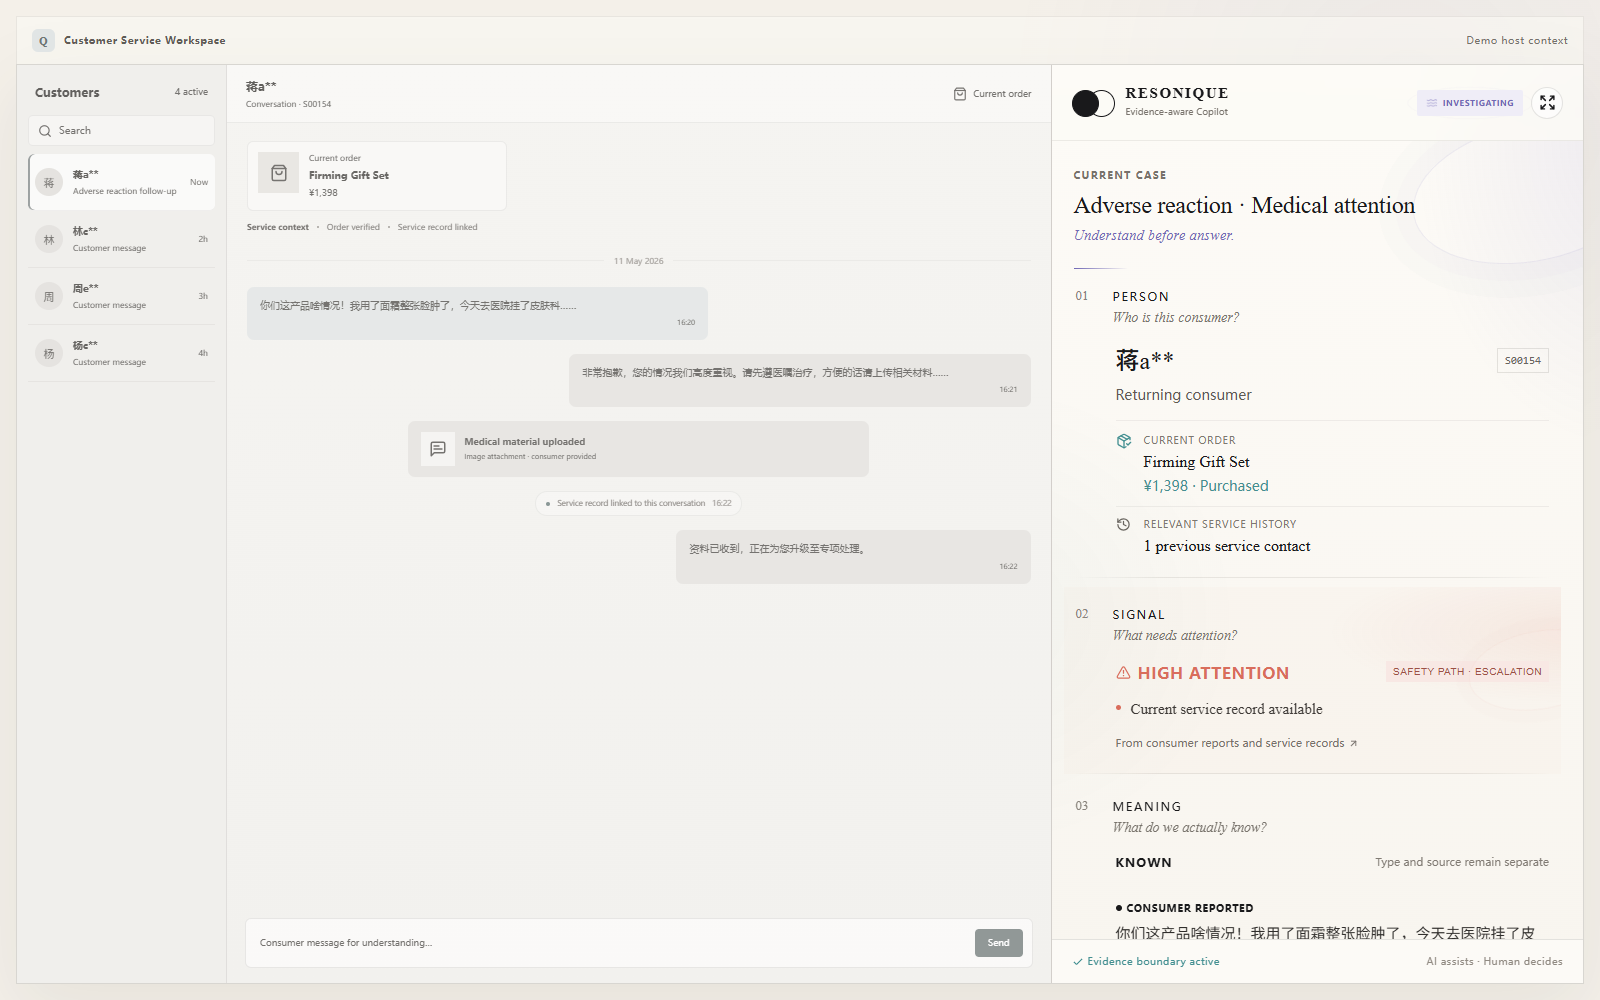 Q Customer Service Workspace
Demo host context
Customers
4 active
Search
蒋
蒋a**
Adverse reaction follow-up
Now
林
林c**
Customer message
2h
周
周e**
Customer message
3h
杨
杨c**
Customer message
4h
蒋a**
Conversation · S00154
Current order
Current order
Firming Gift Set
¥1,398
Service context · Order verified · Service record linked
11 May 2026
你们这产品啥情况！我用了面霜整张脸肿了，今天去医院挂了皮肤科……
16:20
非常抱歉，您的情况我们高度重视。请先遵医嘱治疗，方便的话请上传相关材料……
16:21
Medical material uploaded
Image attachment · consumer provided
Service record linked to this conversation 16:22
资料已收到，正在为您升级至专项处理。
16:22
Consumer message for understanding...
Send
RESONIQUE
Evidence-aware Copilot
INVESTIGATING
CURRENT CASE
Adverse reaction · Medical attention
Understand before answer.
01 PERSON
Who is this consumer?
蒋a**
S00154
Returning consumer
CURRENT ORDER
Firming Gift Set
¥1,398 · Purchased
RELEVANT SERVICE HISTORY
1 previous service contact
02 SIGNAL
What needs attention?
HIGH ATTENTION
SAFETY PATH · ESCALATION
Current service record available
From consumer reports and service records ↗
03 MEANING
What do we actually know?
KNOWN
Type and source remain separate
CONSUMER REPORTED
你们这产品啥情况！我用了面霜整张脸肿了，今天去医院挂了皮
Evidence boundary active
AI assists · Human decides